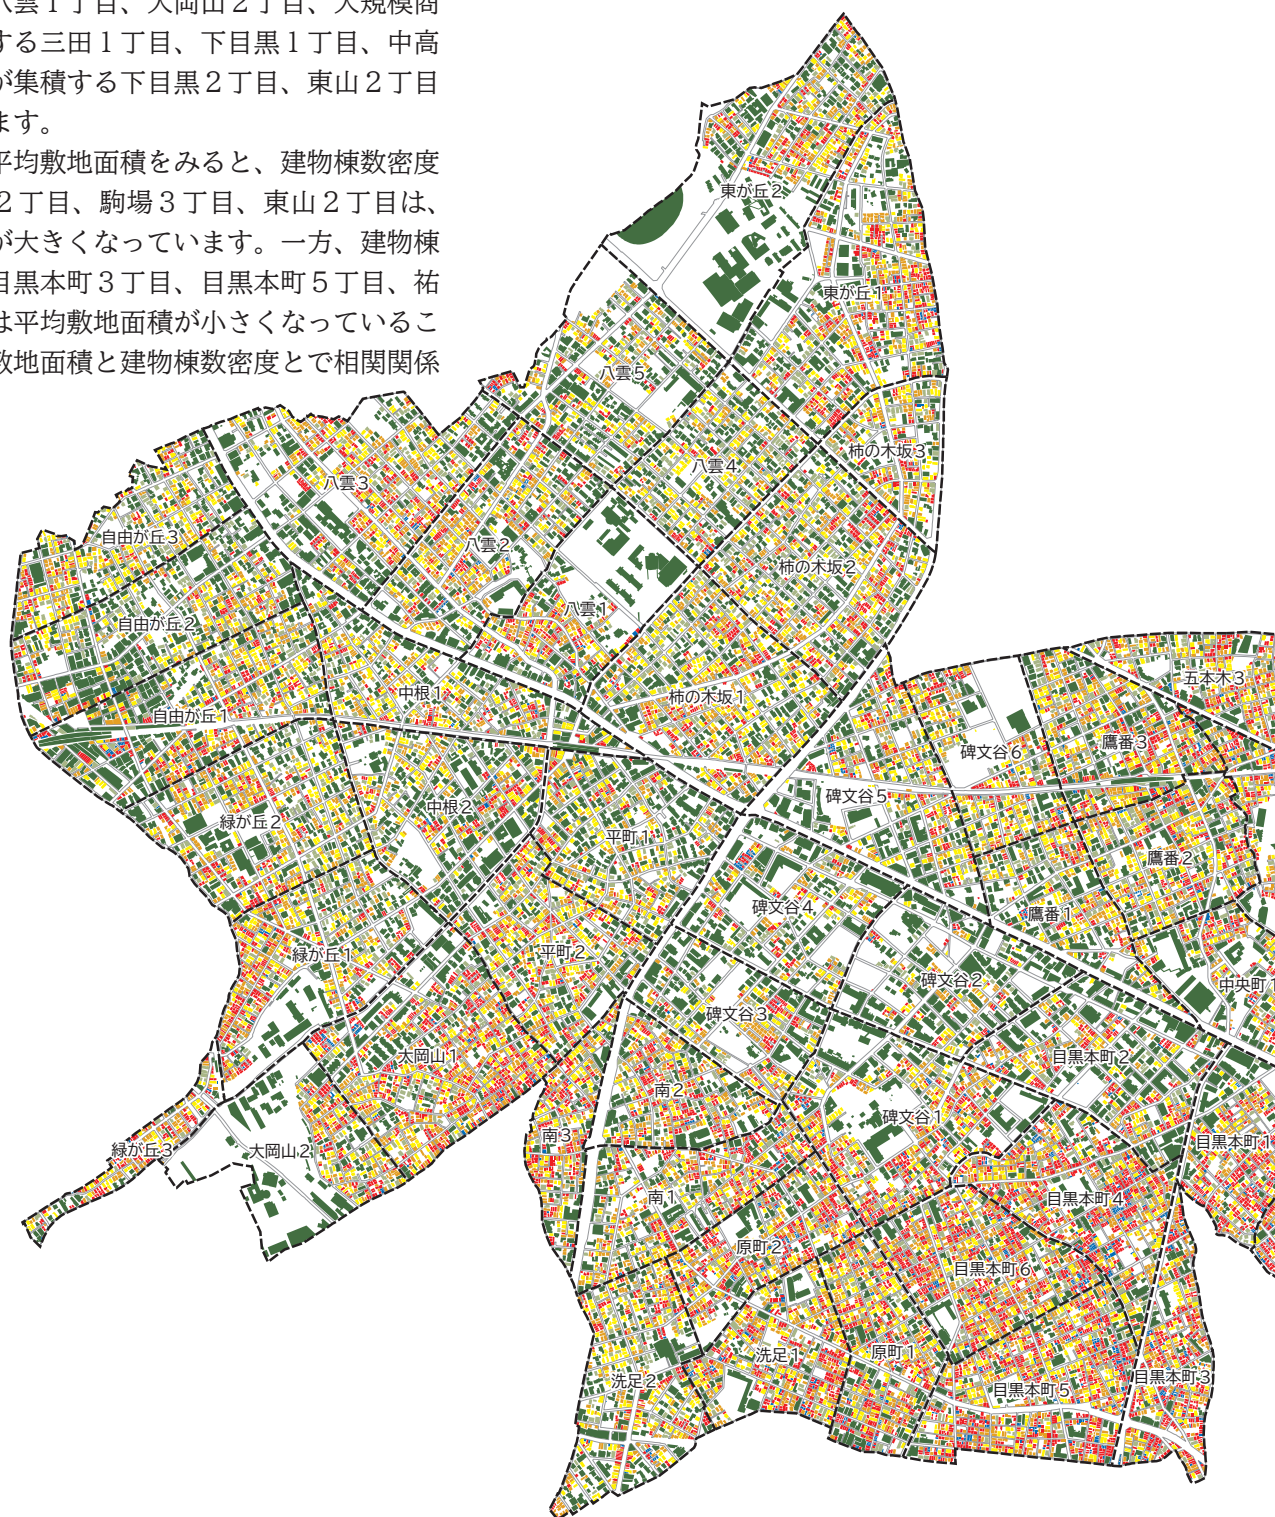 八雲１丁目、大岡山２丁目、大規模商
する三田１丁目、下目黒１丁目、中高
が集積する下目黒２丁目、東山２丁目
ます。
平均敷地面積をみると、建物棟数密度
２丁目、駒場３丁目、東山２丁目は、
が大きくなっています。一方、建物棟
目黒本町３丁目、目黒本町５丁目、祐
は平均敷地面積が小さくなっているこ
敷地面積と建物棟数密度とで相関関係
東が丘２
東が丘１
八雲５
柿の木坂３
八雲４
八雲３
自由が丘３
八雲２
柿の木坂２
八雲１
自由が丘２
五本木３
中根１
柿の木坂１
自由が丘１
鷹番３
碑文谷６
碑文谷５
中根２
緑が丘２
平町１
鷹番２
碑文谷４
鷹番１
緑が丘１
平町２
碑文谷２
中央町１
碑文谷３
大岡山１
目黒本町２
南２
碑文谷１
南３
目黒本町１
緑が丘３
大岡山２
南１
目黒本町４
原町２
目黒本町６
洗足１
原町１
目黒本町３
洗足２
目黒本町５